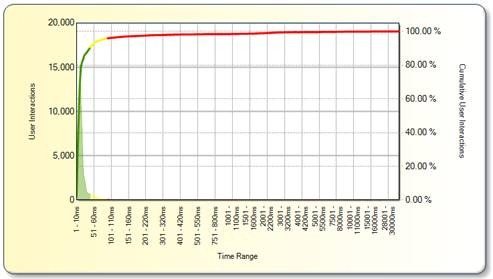 20,000
15,000
10,000
5,000
0
User Interactions
100.00 %
80.00 %
60.00 %
40.00 %
20.00 %
0.00 %
Cumulative User Interactions
1 - 10ms
51 - 60ms
101 - 110ms
151 - 160ms
201 - 220ms
301 - 320ms
401 - 420ms
501 - 550ms
751 - 800ms
1001 - 1100ms
1501 - 1600ms
2001 - 2200ms
3001 - 3200ms
4001 - 4200ms
5001 - 5500ms
7501 - 8000ms
10001 - 11000ms
15001 - 16000ms
28001 - 30000ms
Time Range